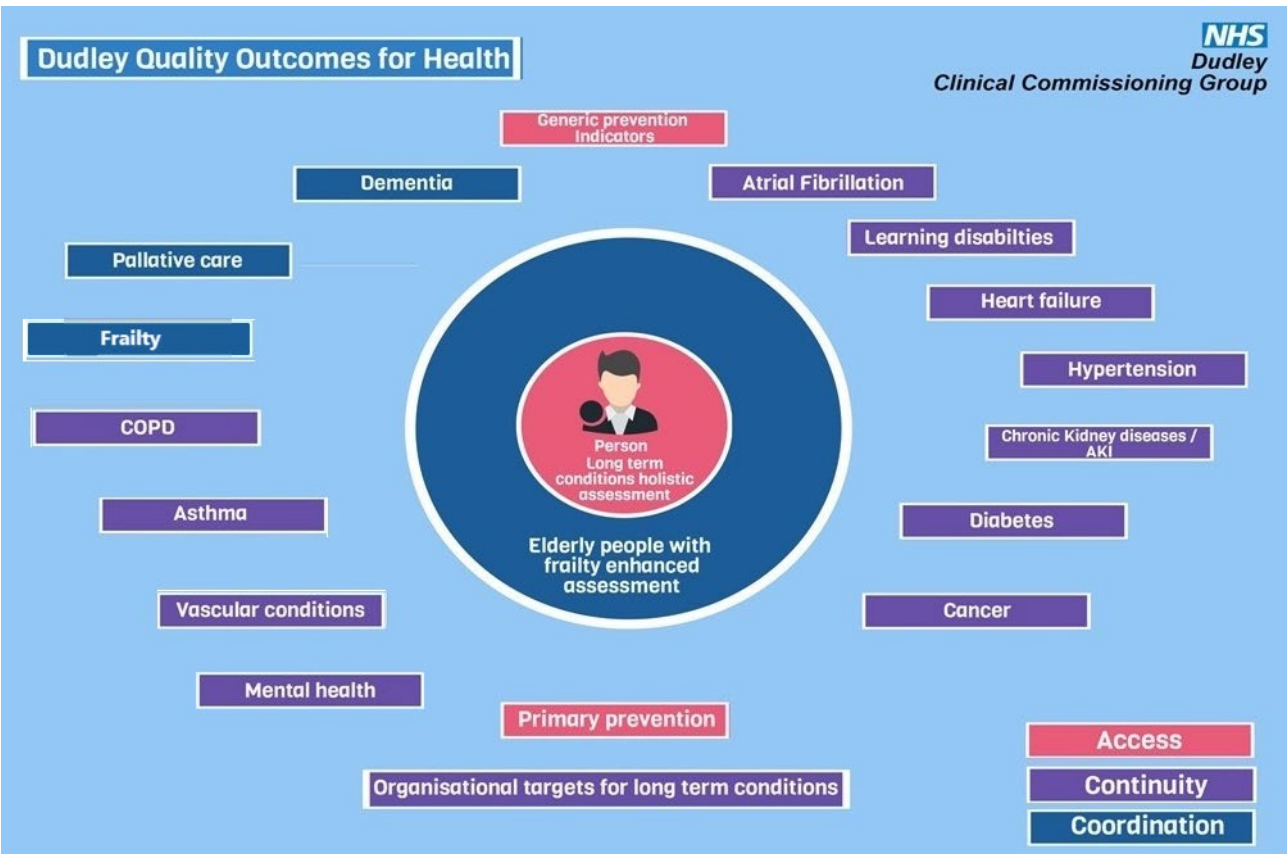 Dudley Quality Outcomes for Health
NHS
Dudley
Clinical Commissioning Group
Generic prevention
Indicators
Dementia
Atrial Fibrillation
Learning disabilties
Pallative care
Heart failure
Frailty
Hypertension
COPD
Chronic Kidney diseases /
AKI
Person
Long term
conditions holistic
assessment
Asthma
Diabetes
Elderly people with
frailty enhanced
assessment
Vascular conditions
Cancer
Mental health
Primary prevention
Organisational targets for long term conditions
Access
Continuity
Coordination